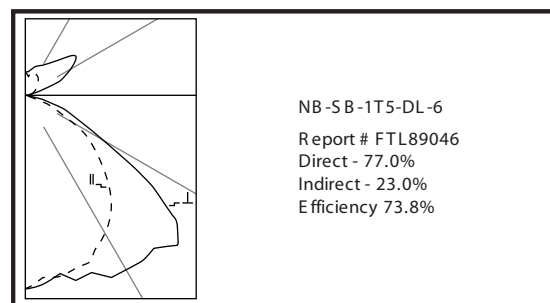 NB-SB-1T5-DL-6
Report # FTL89046
Direct - 77.0%
Indirect - 23.0%
Efficiency 73.8%